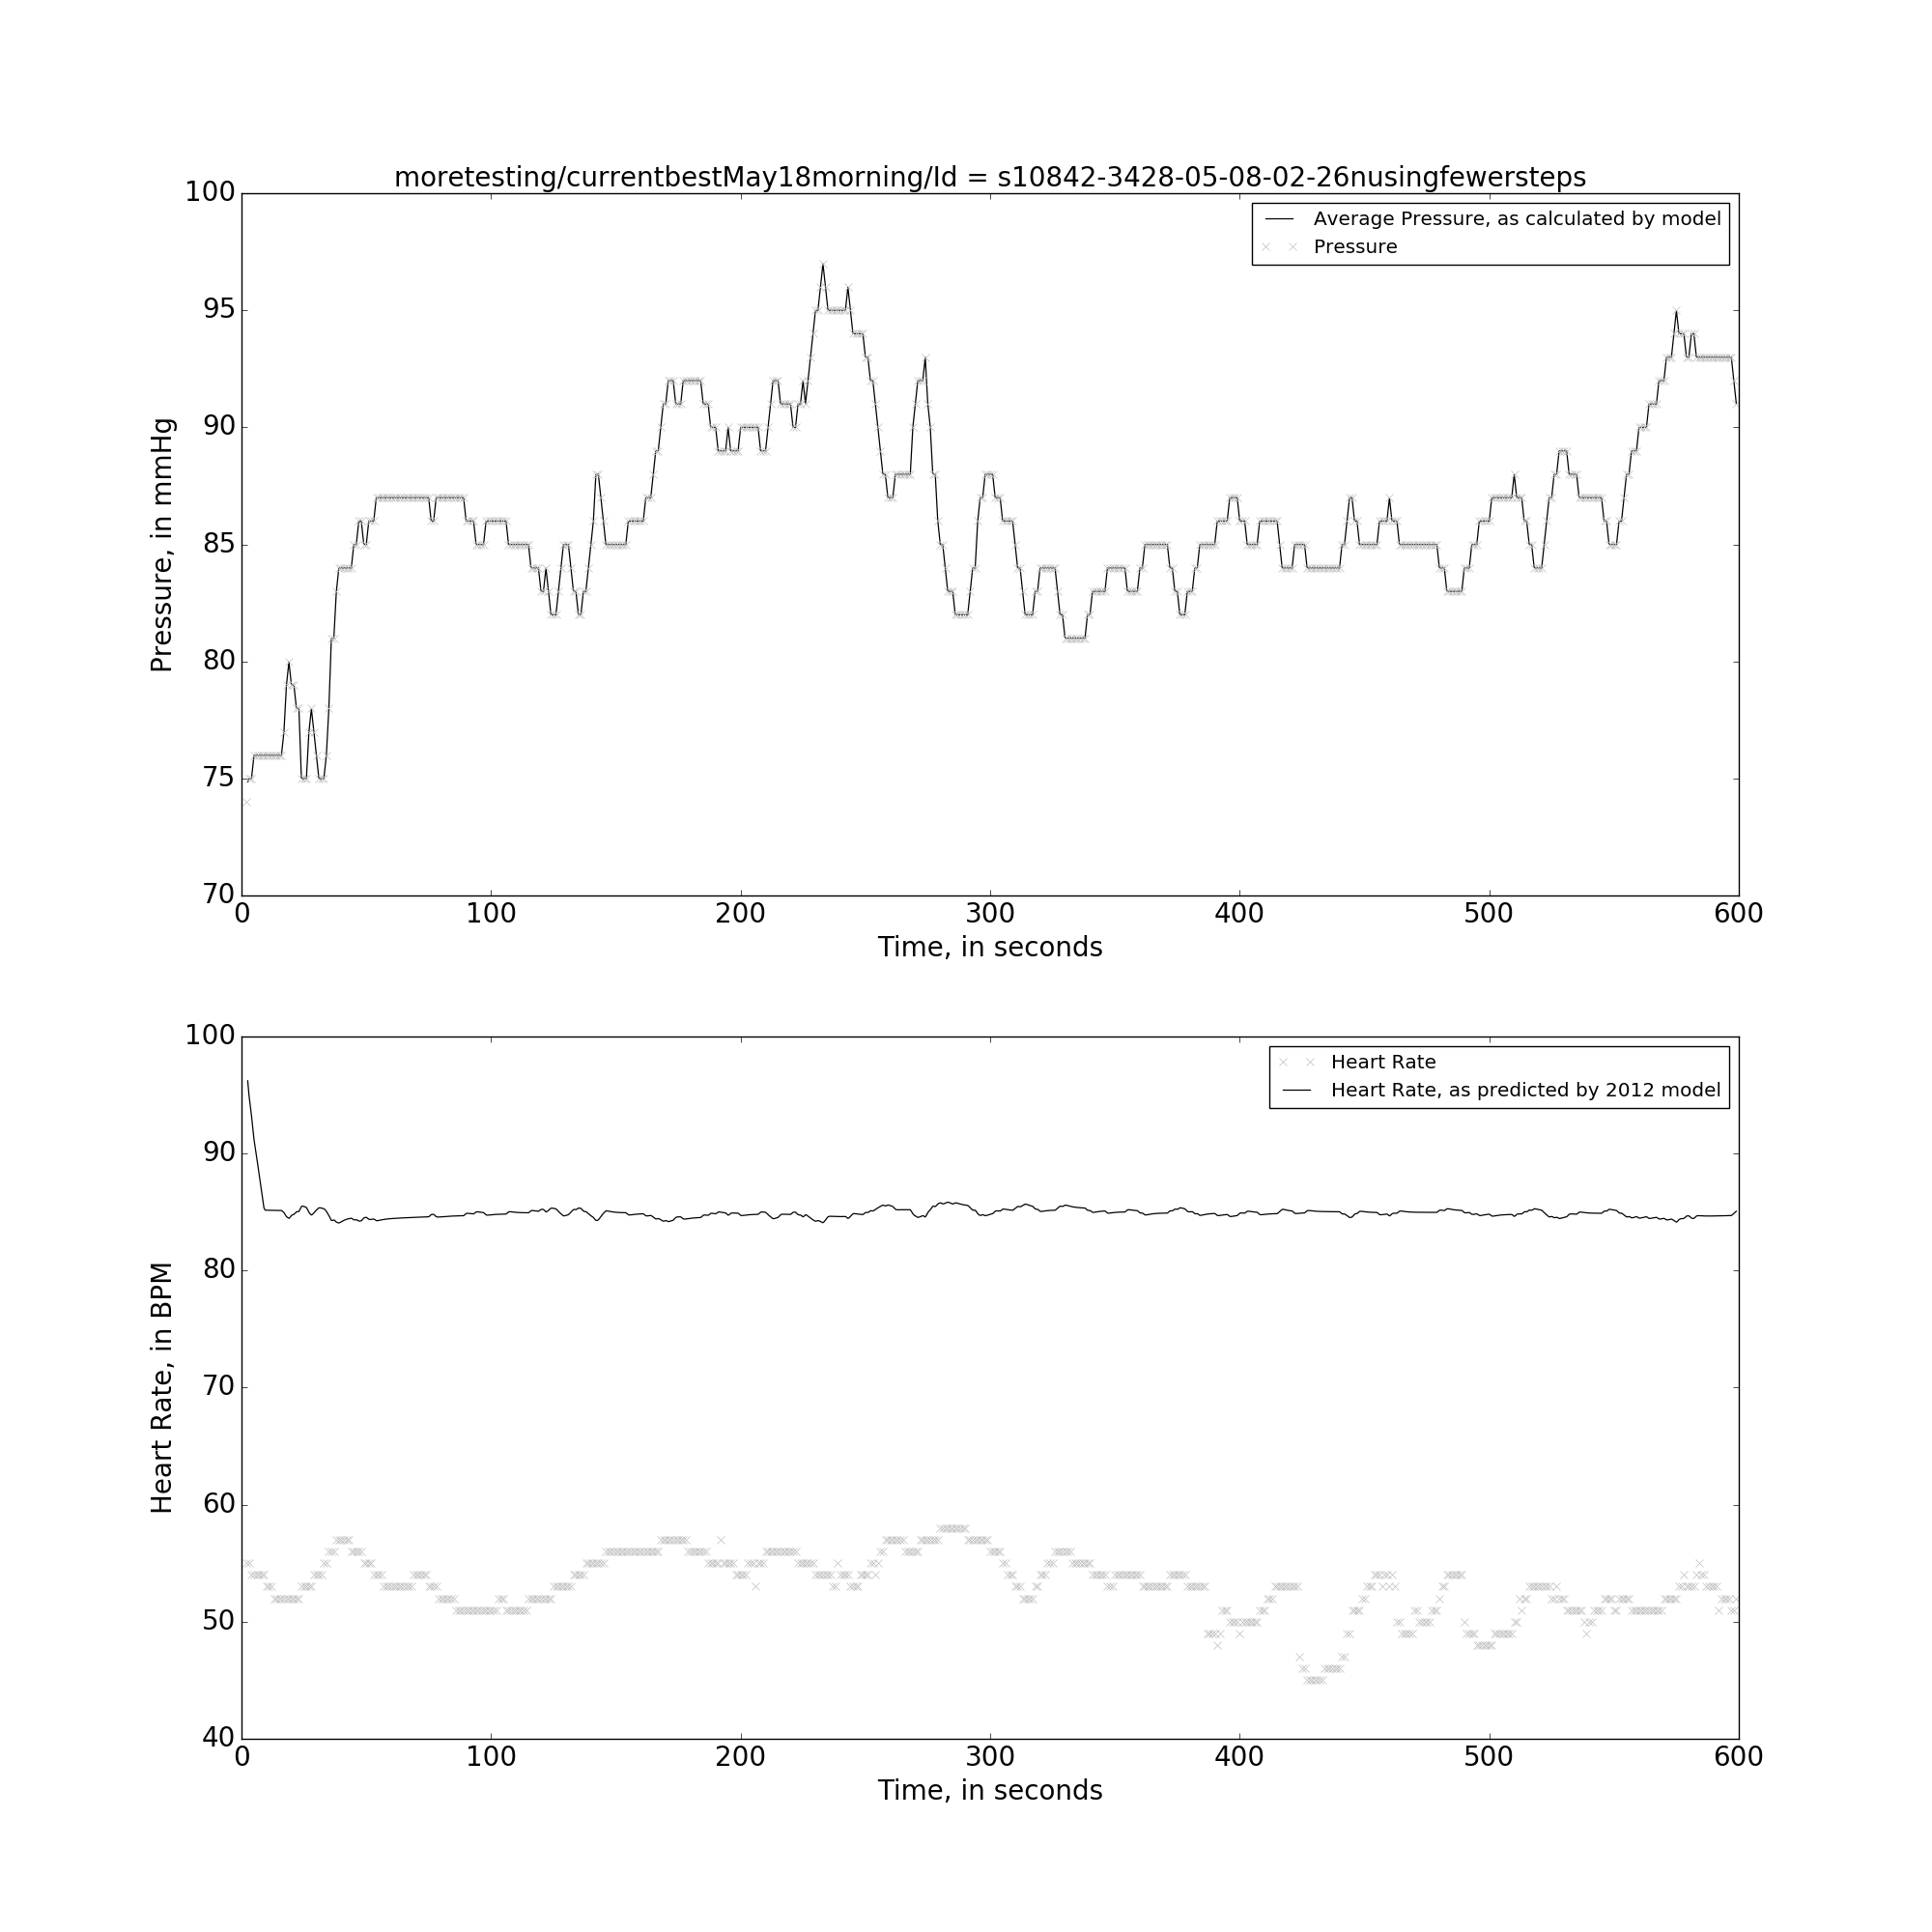 moretesting/currentbestMay18morning/Id = s10842-3428-05-08-02-26nusingfewersteps
100
95
90
85
80
75
70
Pressure, in mmHg
Average Pressure, as calculated by model
Pressure
0 100 200 300 400 500 600
Time, in seconds
100
90
80
70
60
50
40
Heart Rate, in BPM
Heart Rate
Heart Rate, as predicted by 2012 model
0 100 200 300 400 500 600
Time, in seconds